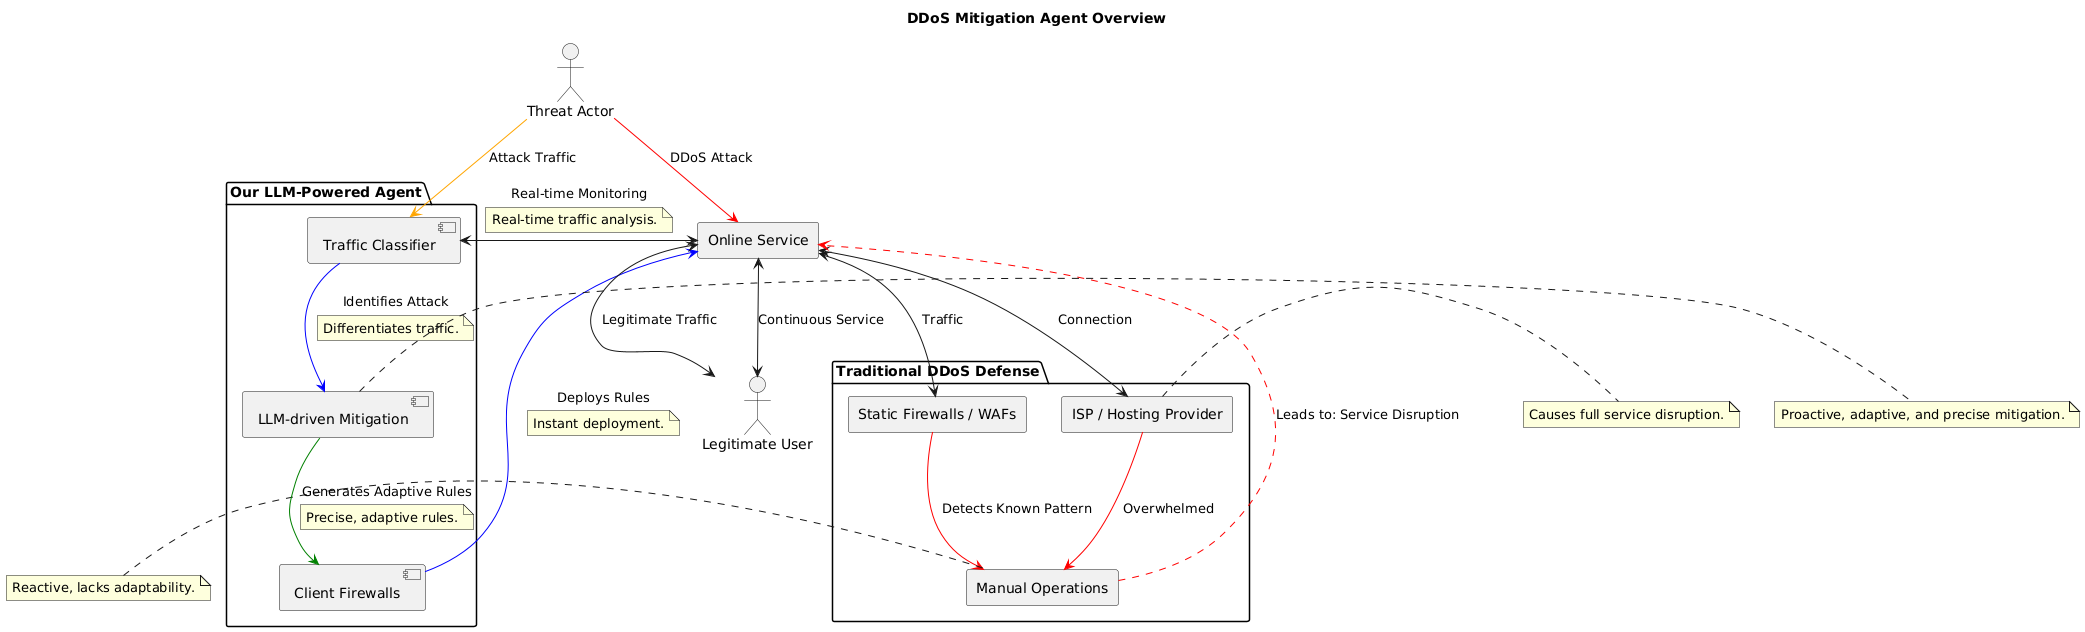 DDoS Mitigation Agent Overview
Threat Actor
Attack Traffic
DDoS Attack
Our LLM-Powered Agent
Real-time Monitoring
Real-time traffic analysis.
Traffic Classifier
Online Service
Identifies Attack
Differentiates traffic.
Legitimate Traffic
Continuous Service
Traffic
Connection
Traditional DDoS Defense
LLM-driven Mitigation
Deploys Rules
Instant deployment.
Legitimate User
Static Firewalls / WAFs
ISP / Hosting Provider
Leads to: Service Disruption
Causes full service disruption.
Proactive, adaptive, and precise mitigation.
Generates Adaptive Rules
Precise, adaptive rules.
Detects Known Pattern
Overwhelmed
Reactive, lacks adaptability.
Client Firewalls
Manual Operations